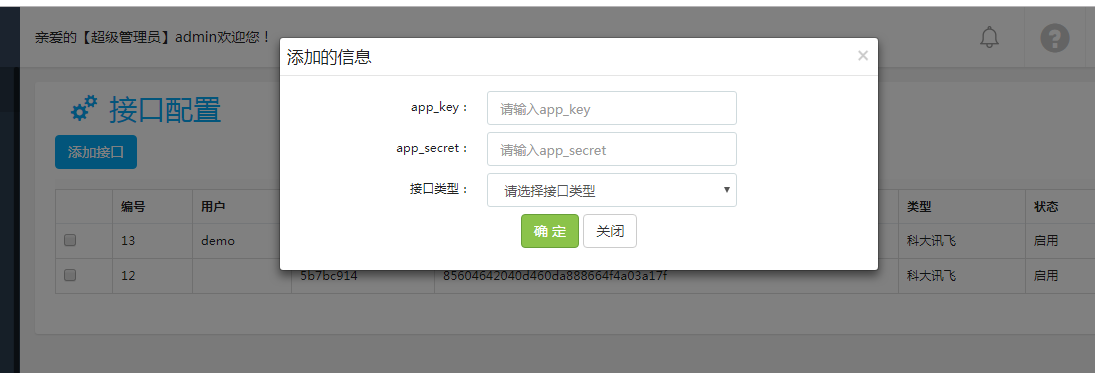 亲爱的【超级管理员】admin欢迎您！
添加的信息 ×
接口配置
app_key： 请输入app_key
添加接口
app_secret： 请输入app_secret
接口类型： 请选择接口类型
编号 用户 类型 状态
确 定 关闭
13 demo 科大讯飞 启用
12 5b7bc914 85604642040d460da888664f4a03a17f 科大讯飞 启用